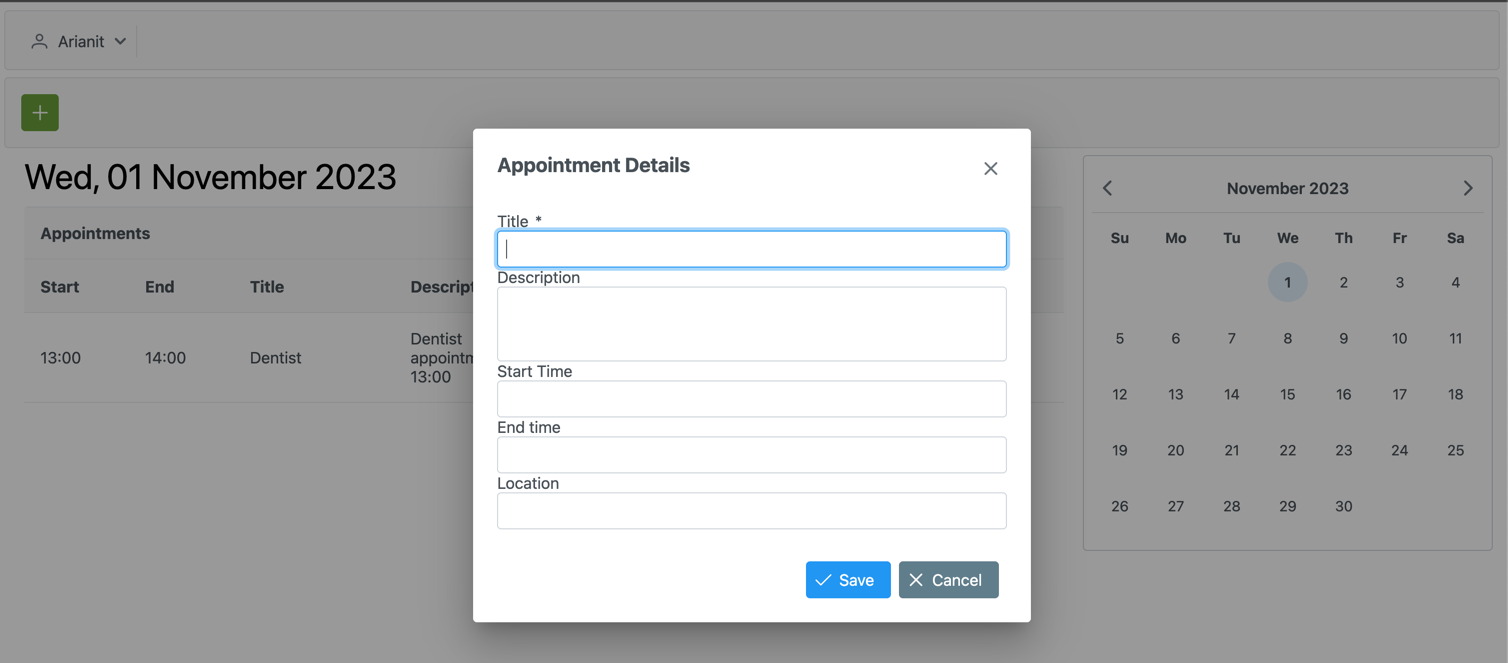 Arianit
Wed, 01 November 2023
Appointments
Start End Title Descript
13:00 14:00 Dentist
Dentist
appointm
13:00
Appointment Details
Title *
Description
Start Time
End time
Location
Save Cancel
November 2023
Su Mo Tu We Th Fr Sa
1 2 3 4
5 6 7 8 9 10 11
12 13 14 15 16 17 18
19 20 21 22 23 24 25
26 27 28 29 30